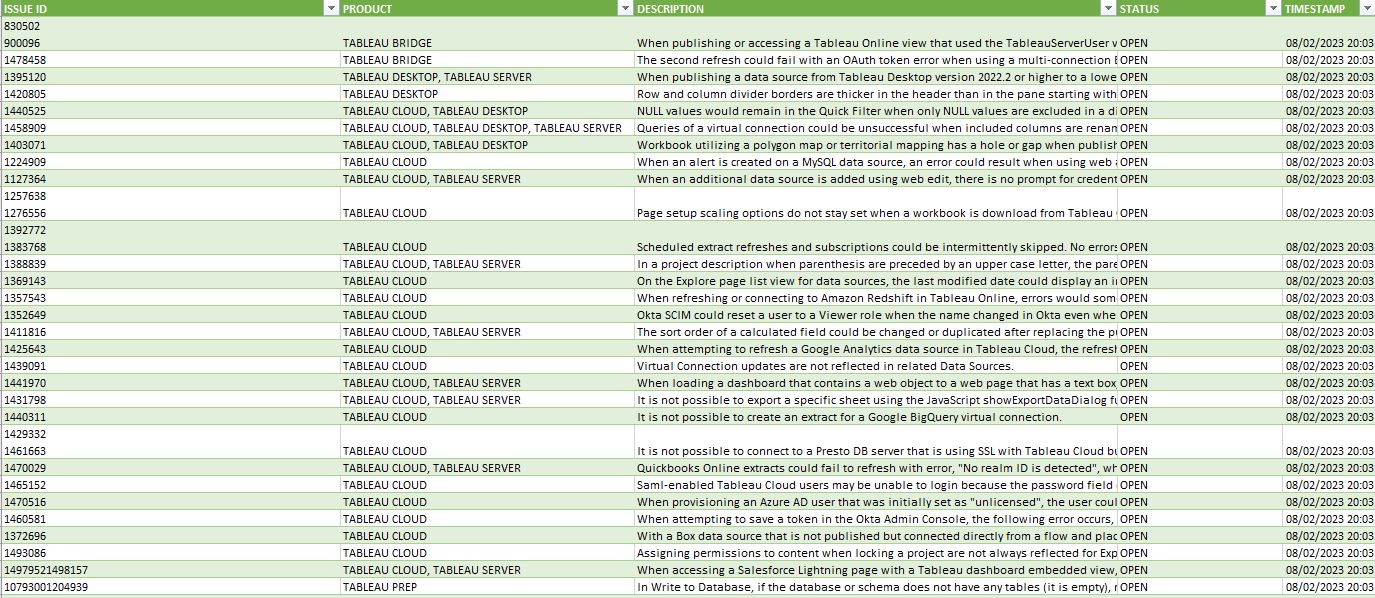 ISSUE ID PRODUCT DESCRIPTION STATUS TIMESTAMP
830502
900096 TABLEAU BRIDGE When publishing or accessing a Tableau Online view that used the TableauServerUser OPEN 08/02/2023 20:03
1478458 TABLEAU BRIDGE The second refresh could fail with an OAuth token error when using a multi-connection OPEN 08/02/2023 20:03
1395120 TABLEAU DESKTOP, TABLEAU SERVER When publishing a data source from Tableau Desktop version 2022.2 or higher to a lowe OPEN 08/02/2023 20:03
1420805 TABLEAU DESKTOP Row and column divider borders are thicker in the header than in the pane starting with OPEN 08/02/2023 20:03
1440525 TABLEAU CLOUD, TABLEAU DESKTOP NULL values would remain in the Quick Filter when only NULL values are excluded in a di OPEN 08/02/2023 20:03
1458909 TABLEAU CLOUD, TABLEAU DESKTOP, TABLEAU SERVER Queries of a virtual connection could be unsuccessful when included columns are renam OPEN 08/02/2023 20:03
1403071 TABLEAU CLOUD, TABLEAU DESKTOP Workbook utilizing a polygon map or territorial mapping has a hole or gap when publish OPEN 08/02/2023 20:03
1224909 TABLEAU CLOUD When an alert is created on a MySQL data source, an error could result when using web OPEN 08/02/2023 20:03
1127364 TABLEAU CLOUD, TABLEAU SERVER When an additional data source is added using web edit, there is no prompt for credent OPEN 08/02/2023 20:03
1257638
1276556 TABLEAU CLOUD Page setup scaling options do not stay set when a workbook is download from Tableau OPEN 08/02/2023 20:03
1392772
1383768 TABLEAU CLOUD Scheduled extract refreshes and subscriptions could be intermittently skipped. No errors OPEN 08/02/2023 20:03
1388839 TABLEAU CLOUD, TABLEAU SERVER In a project description when parenthesis are preceded by an upper case letter, the pare OPEN 08/02/2023 20:03
1369143 TABLEAU CLOUD On the Explore page list view for data sources, the last modified date could display an i OPEN 08/02/2023 20:03
1357543 TABLEAU CLOUD When refreshing or connecting to Amazon Redshift in Tableau Online, errors would som OPEN 08/02/2023 20:03
1352649 TABLEAU CLOUD Okta SCIM could reset a user to a Viewer role when the name changed in Okta even whe OPEN 08/02/2023 20:03
1411816 TABLEAU CLOUD, TABLEAU SERVER The sort order of a calculated field could be changed or duplicated after replacing the OPEN 08/02/2023 20:03
1425643 TABLEAU CLOUD When attempting to refresh a Google Analytics data source in Tableau Cloud, the refresh OPEN 08/02/2023 20:03
1439091 TABLEAU CLOUD Virtual Connection updates are not reflected in related Data Sources. OPEN 08/02/2023 20:03
1441970 TABLEAU CLOUD, TABLEAU SERVER When loading a dashboard that contains a web object to a web page that has a text box OPEN 08/02/2023 20:03
1431798 TABLEAU CLOUD, TABLEAU SERVER It is not possible to export a specific sheet using the JavaScript showExportDataDialog fu OPEN 08/02/2023 20:03
1440311 TABLEAU CLOUD It is not possible to create an extract for a Google BigQuery virtual connection. OPEN 08/02/2023 20:03
1429332
1461663 TABLEAU CLOUD It is not possible to connect to a Presto DB server that is using SSL with Tableau Cloud bu OPEN 08/02/2023 20:03
1470029 TABLEAU CLOUD, TABLEAU SERVER Quickbooks Online extracts could fail to refresh with error, "No realm ID is detected", wh OPEN 08/02/2023 20:03
1465152 TABLEAU CLOUD Saml-enabled Tableau Cloud users may be unable to login because the password field OPEN 08/02/2023 20:03
1470516 TABLEAU CLOUD When provisioning an Azure AD user that was initially set as "unlicensed", the user coul OPEN 08/02/2023 20:03
1460581 TABLEAU CLOUD When attempting to save a token in the Okta Admin Console, the following error occurs, OPEN 08/02/2023 20:03
1372696 TABLEAU CLOUD With a Box data source that is not published but connected directly from a flow and plac OPEN 08/02/2023 20:03
1493086 TABLEAU CLOUD Assigning permissions to content when locking a project are not always reflected for Exp OPEN 08/02/2023 20:03
14979521498157 TABLEAU CLOUD, TABLEAU SERVER When accessing a Salesforce Lightning page with a Tableau dashboard embedded view, OPEN 08/02/2023 20:03
10793001204939 TABLEAU PREP In Write to Database, if the database or schema does not have any tables (it is empty), OPEN 08/02/2023 20:03